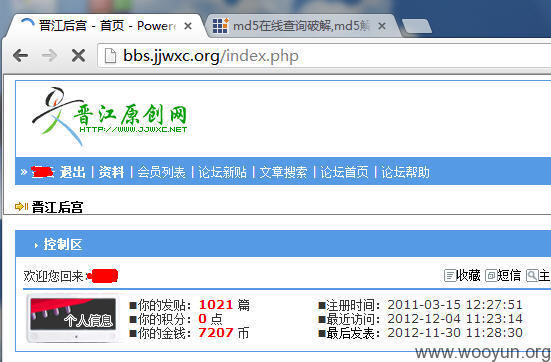 晋江后宫 - 首页 - Powere
md5在线查询破解,md5解
bbs.jjwxc.org/index.php
晋江原创网
HTTP://WWW.JJWXC.NET
» 退出 | 资料 | 会员列表 | 论坛新贴 | 文章搜索 | 论坛首页 | 论坛帮助
晋江后宫
控制区
欢迎您回来 收藏 短信 主
个人信息
■你的发贴：1021 篇 ■注册时间：2011-03-15 12:27:51
■你的积分：0 点 ■最近访问：2012-12-04 11:23:14
■你的金钱：7207 币 ■最后发表：2012-11-30 11:28:30
www.wooyun.org